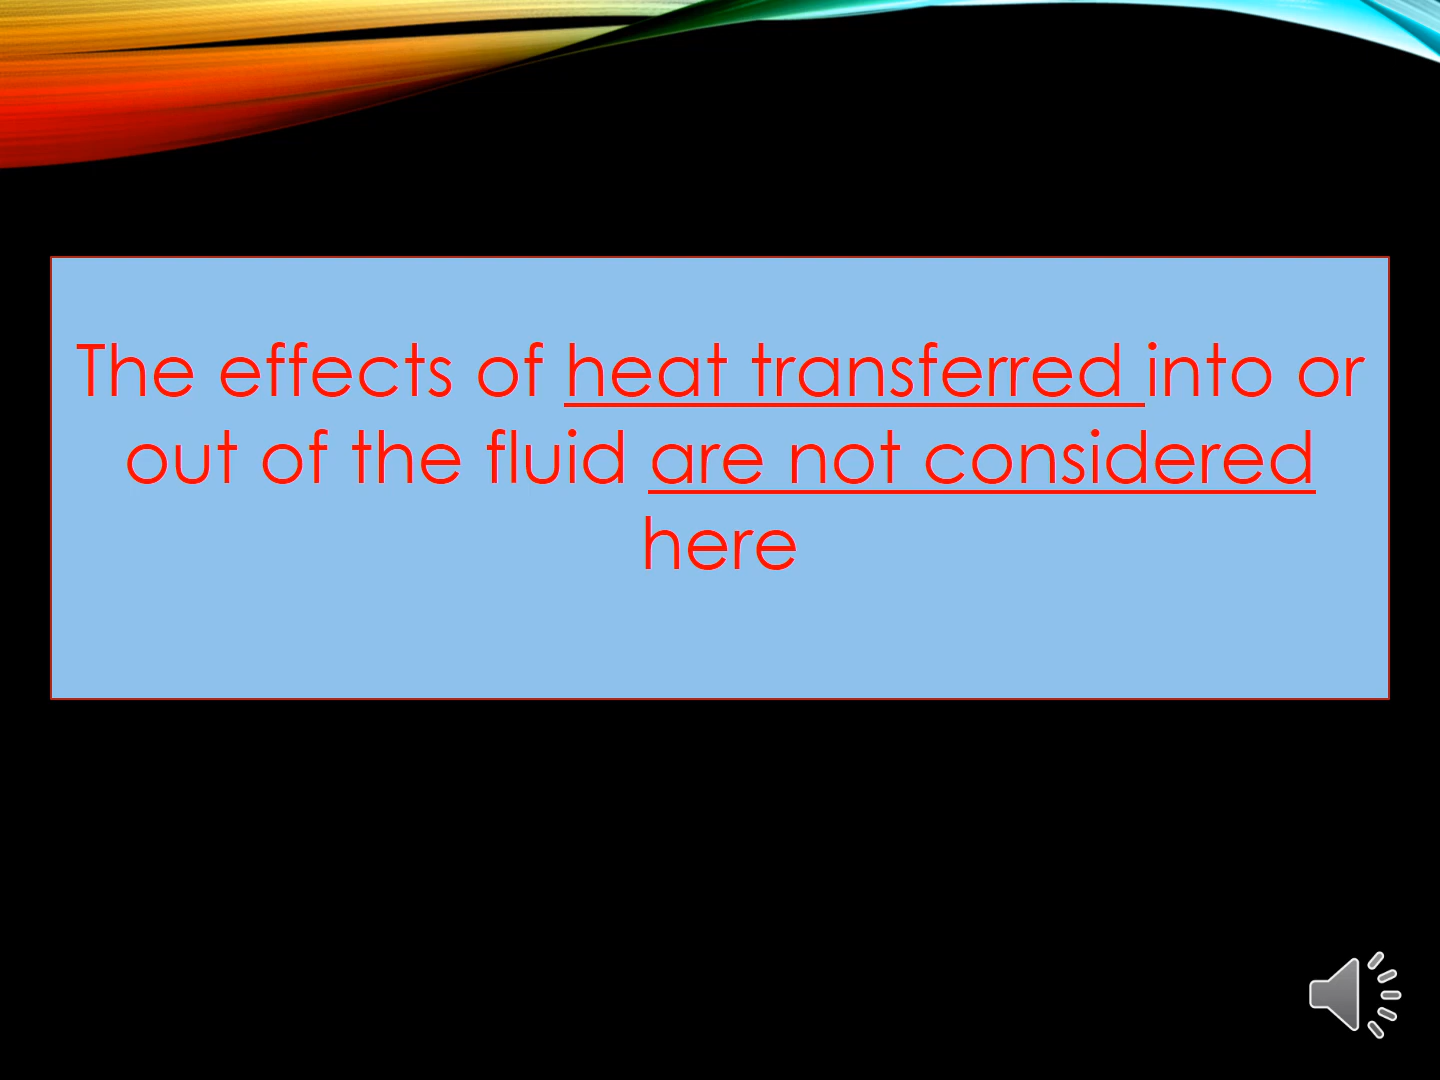 The effects of heat transferred into or
out of the fluid are not considered
here